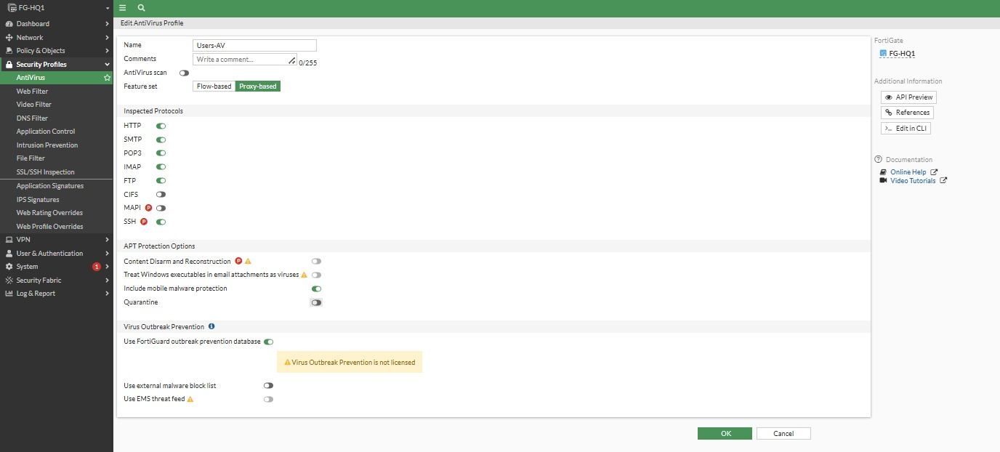 FG-HQ1
Dashboard
Network
Policy & Objects
Security Profiles
AntiVirus
Web Filter
Video Filter
DNS Filter
Application Control
Intrusion Prevention
File Filter
SSL/SSH Inspection
Application Signatures
IPS Signatures
Web Rating Overrides
Web Profile Overrides
VPN
User & Authentication
System 1
Security Fabric
Log & Report
Edit AntiVirus Profile
Name Users-AV
Comments Write a comment... 0/255
AntiVirus scan
Feature set Flow-based Proxy-based
Inspected Protocols
HTTP
SMTP
POP3
IMAP
FTP
CIFS
MAPI P
SSH P
APT Protection Options
Content Disarm and Reconstruction P
Treat Windows executables in email attachments as viruses
Include mobile malware protection
Quarantine
Virus Outbreak Prevention
Use FortiGuard outbreak prevention database
Virus Outbreak Prevention is not licensed
Use external malware block list
Use EMS threat feed
OK Cancel
FortiGate
FG-HQ1
Additional Information
API Preview
References
>_ Edit in CLI
Documentation
Online Help
Video Tutorials